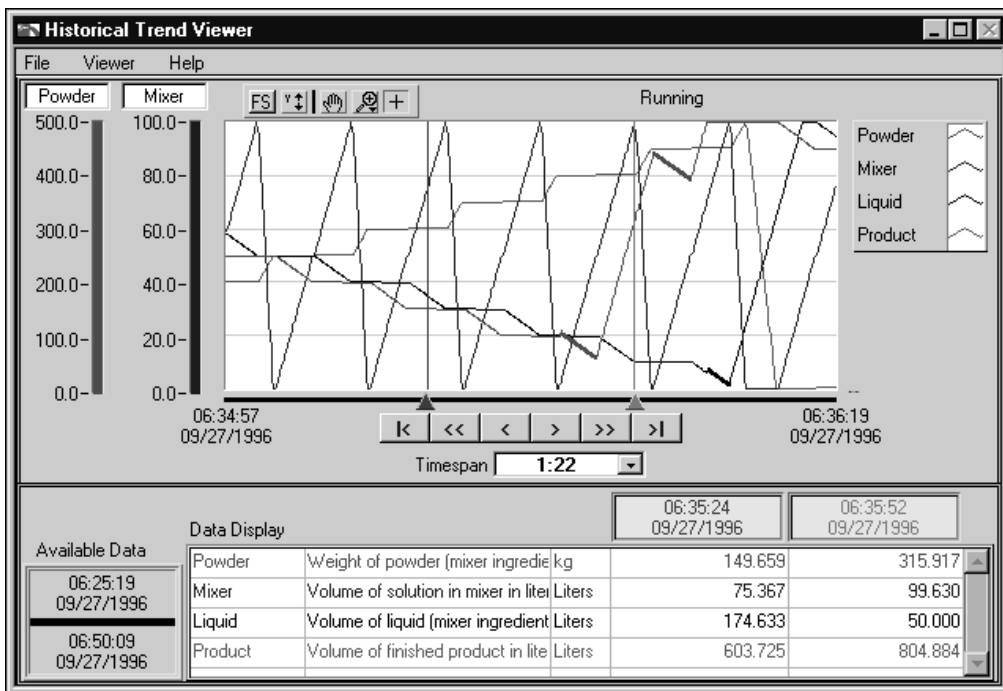 Historical Trend Viewer
File Viewer Help
Powder Mixer
FS Y
Running
500.0 100.0
400.0 80.0
300.0 60.0
200.0 40.0
100.0 20.0
0.0 0.0
Powder
Mixer
Liquid
Product
--
06:34:57
09/27/1996
06:36:19
09/27/1996
|< << < > >> >|
Timespan 1:22
Available Data
06:25:19
09/27/1996
06:50:09
09/27/1996
Data Display
06:35:24
09/27/1996
06:35:52
09/27/1996
Powder Weight of powder (mixer ingredie kg 149.659 315.917
Mixer Volume of solution in mixer in liter Liters 75.367 99.630
Liquid Volume of liquid (mixer ingredient Liters 174.633 50.000
Product Volume of finished product in lite Liters 603.725 804.884